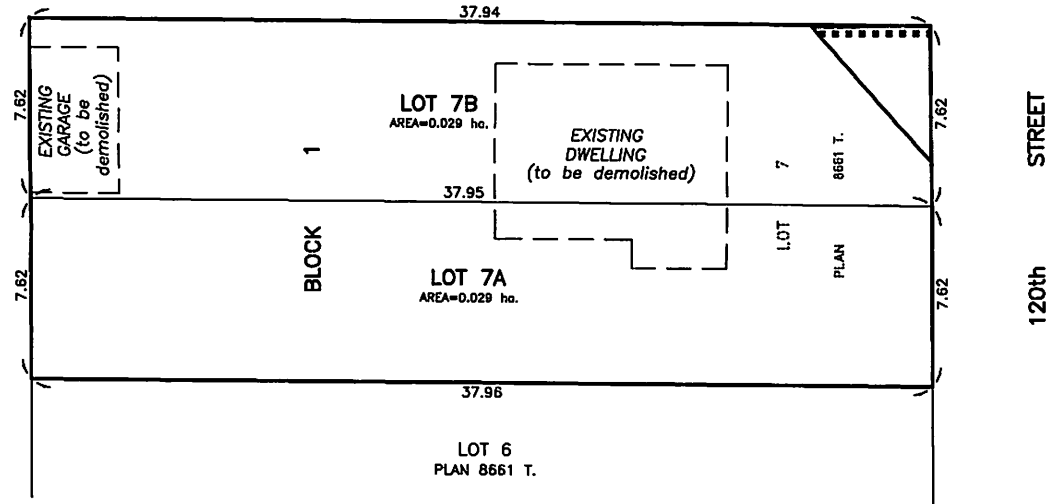 37.94
7.62
EXISTING
GARAGE
(to be
demolished)
LOT 7B
AREA=0.029 ha.
1
BLOCK
EXISTING
DWELLING
(to be demolished)
LOT 7
PLAN 8661 T.
7.62
37.95
7.62
LOT 7A
AREA=0.029 ha.
7.62
37.96
LOT 6
PLAN 8661 T.
120th STREET